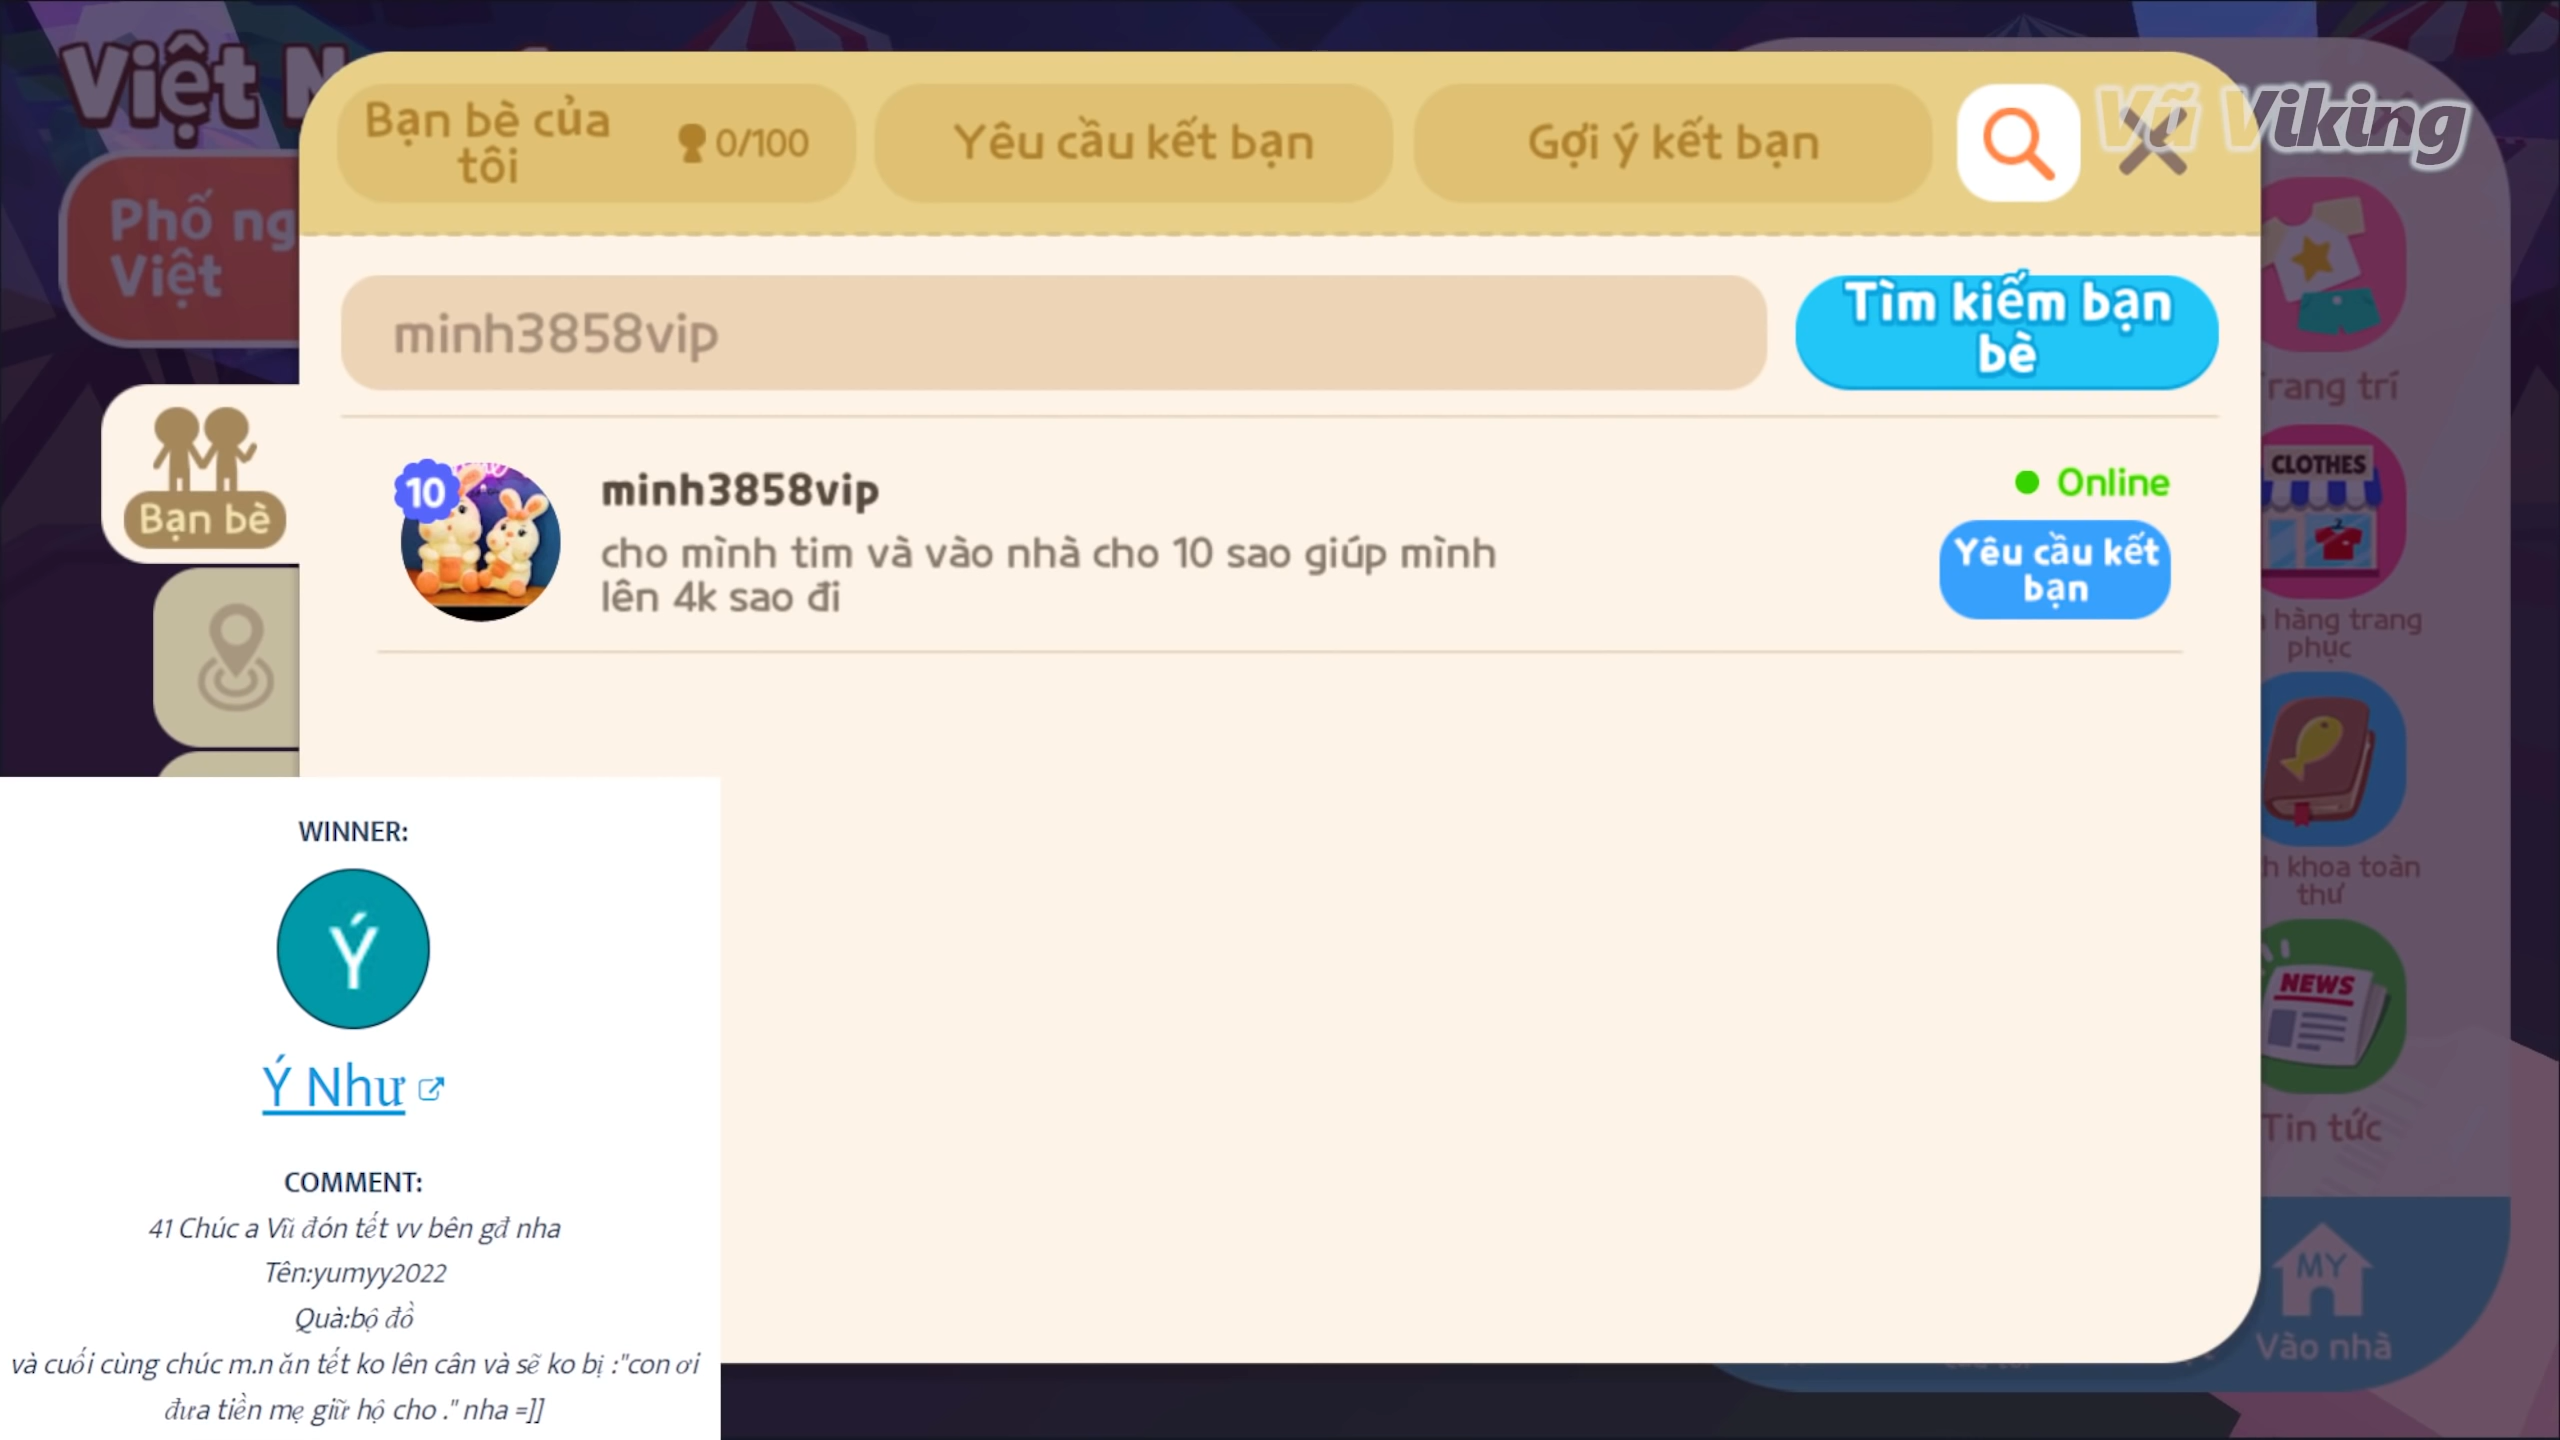 Việt N
Vũ Viking
Bạn bè của
tôi
0/100
Yêu cầu kết bạn
Gợi ý kết bạn
Phố ng
Việt
minh3858vip
Tìm kiếm bạn
bè
rang trí
Bạn bè
10
minh3858vip
Online
cho mình tim và vào nhà cho 10 sao giúp mình
lên 4k sao đi
Yêu cầu kết
bạn
CLOTHES
hàng trang
phục
h khoa toàn
thư
NEWS
Tin tức
MY
Vào nhà
WINNER:
Ý
Ý Như
COMMENT:
41 Chúc a Vũ đón tết vv bên gđ nha
Tên:yumyy2022
Quà:bộ đồ
và cuối cùng chúc m.n ăn tết ko lên cân và sẽ ko bị :"con ơi
đưa tiền mẹ giữ hộ cho ." nha =]]